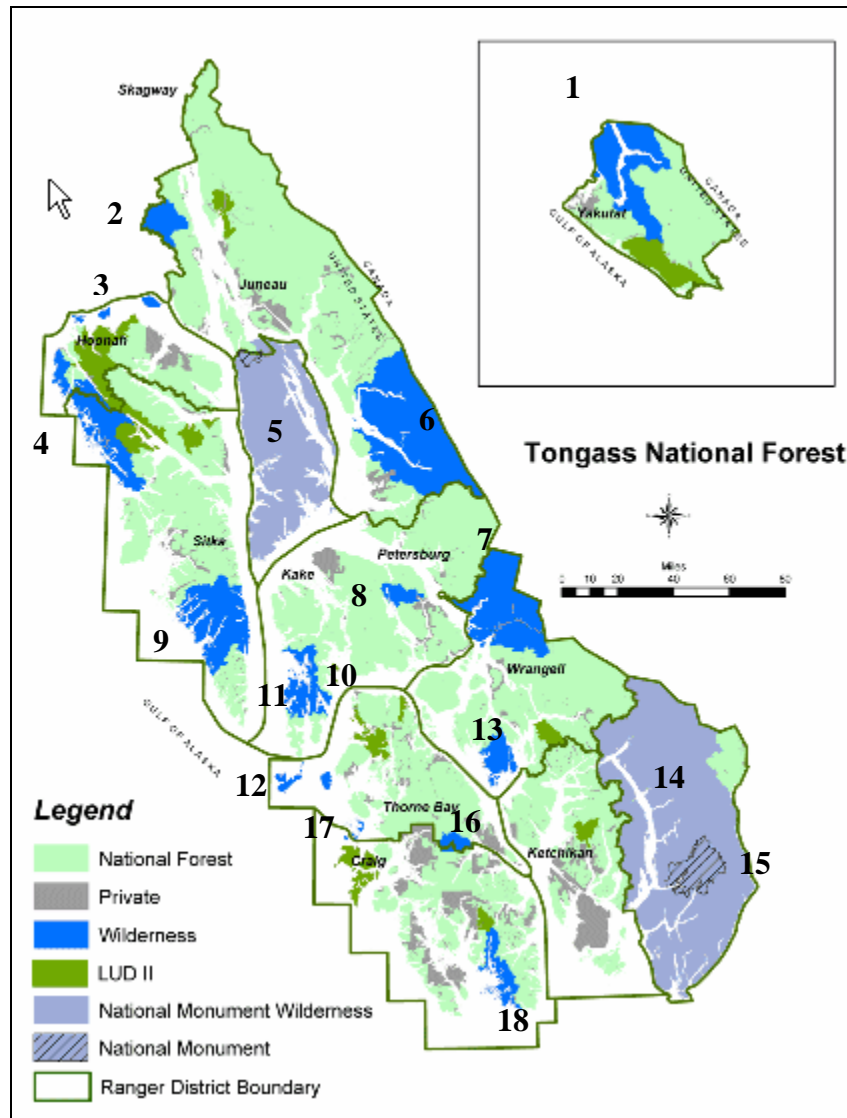 1
Skagway
CANADA
UNITED STATES
Yakutat
GULF OF ALASKA
2
Juneau
CANADA
UNITED STATES
3
Hoonah
4
5
6
Tongass National Forest
7
Sitka
Petersburg
Kake
8
Miles
0 10 20 40 60 80
9
10
11
Wrangell
GULF OF ALASKA
13
12
14
Thorne Bay
16
17
Craig
Ketchikan
15
18
Legend
National Forest
Private
Wilderness
LUD II
National Monument Wilderness
National Monument
Ranger District Boundary